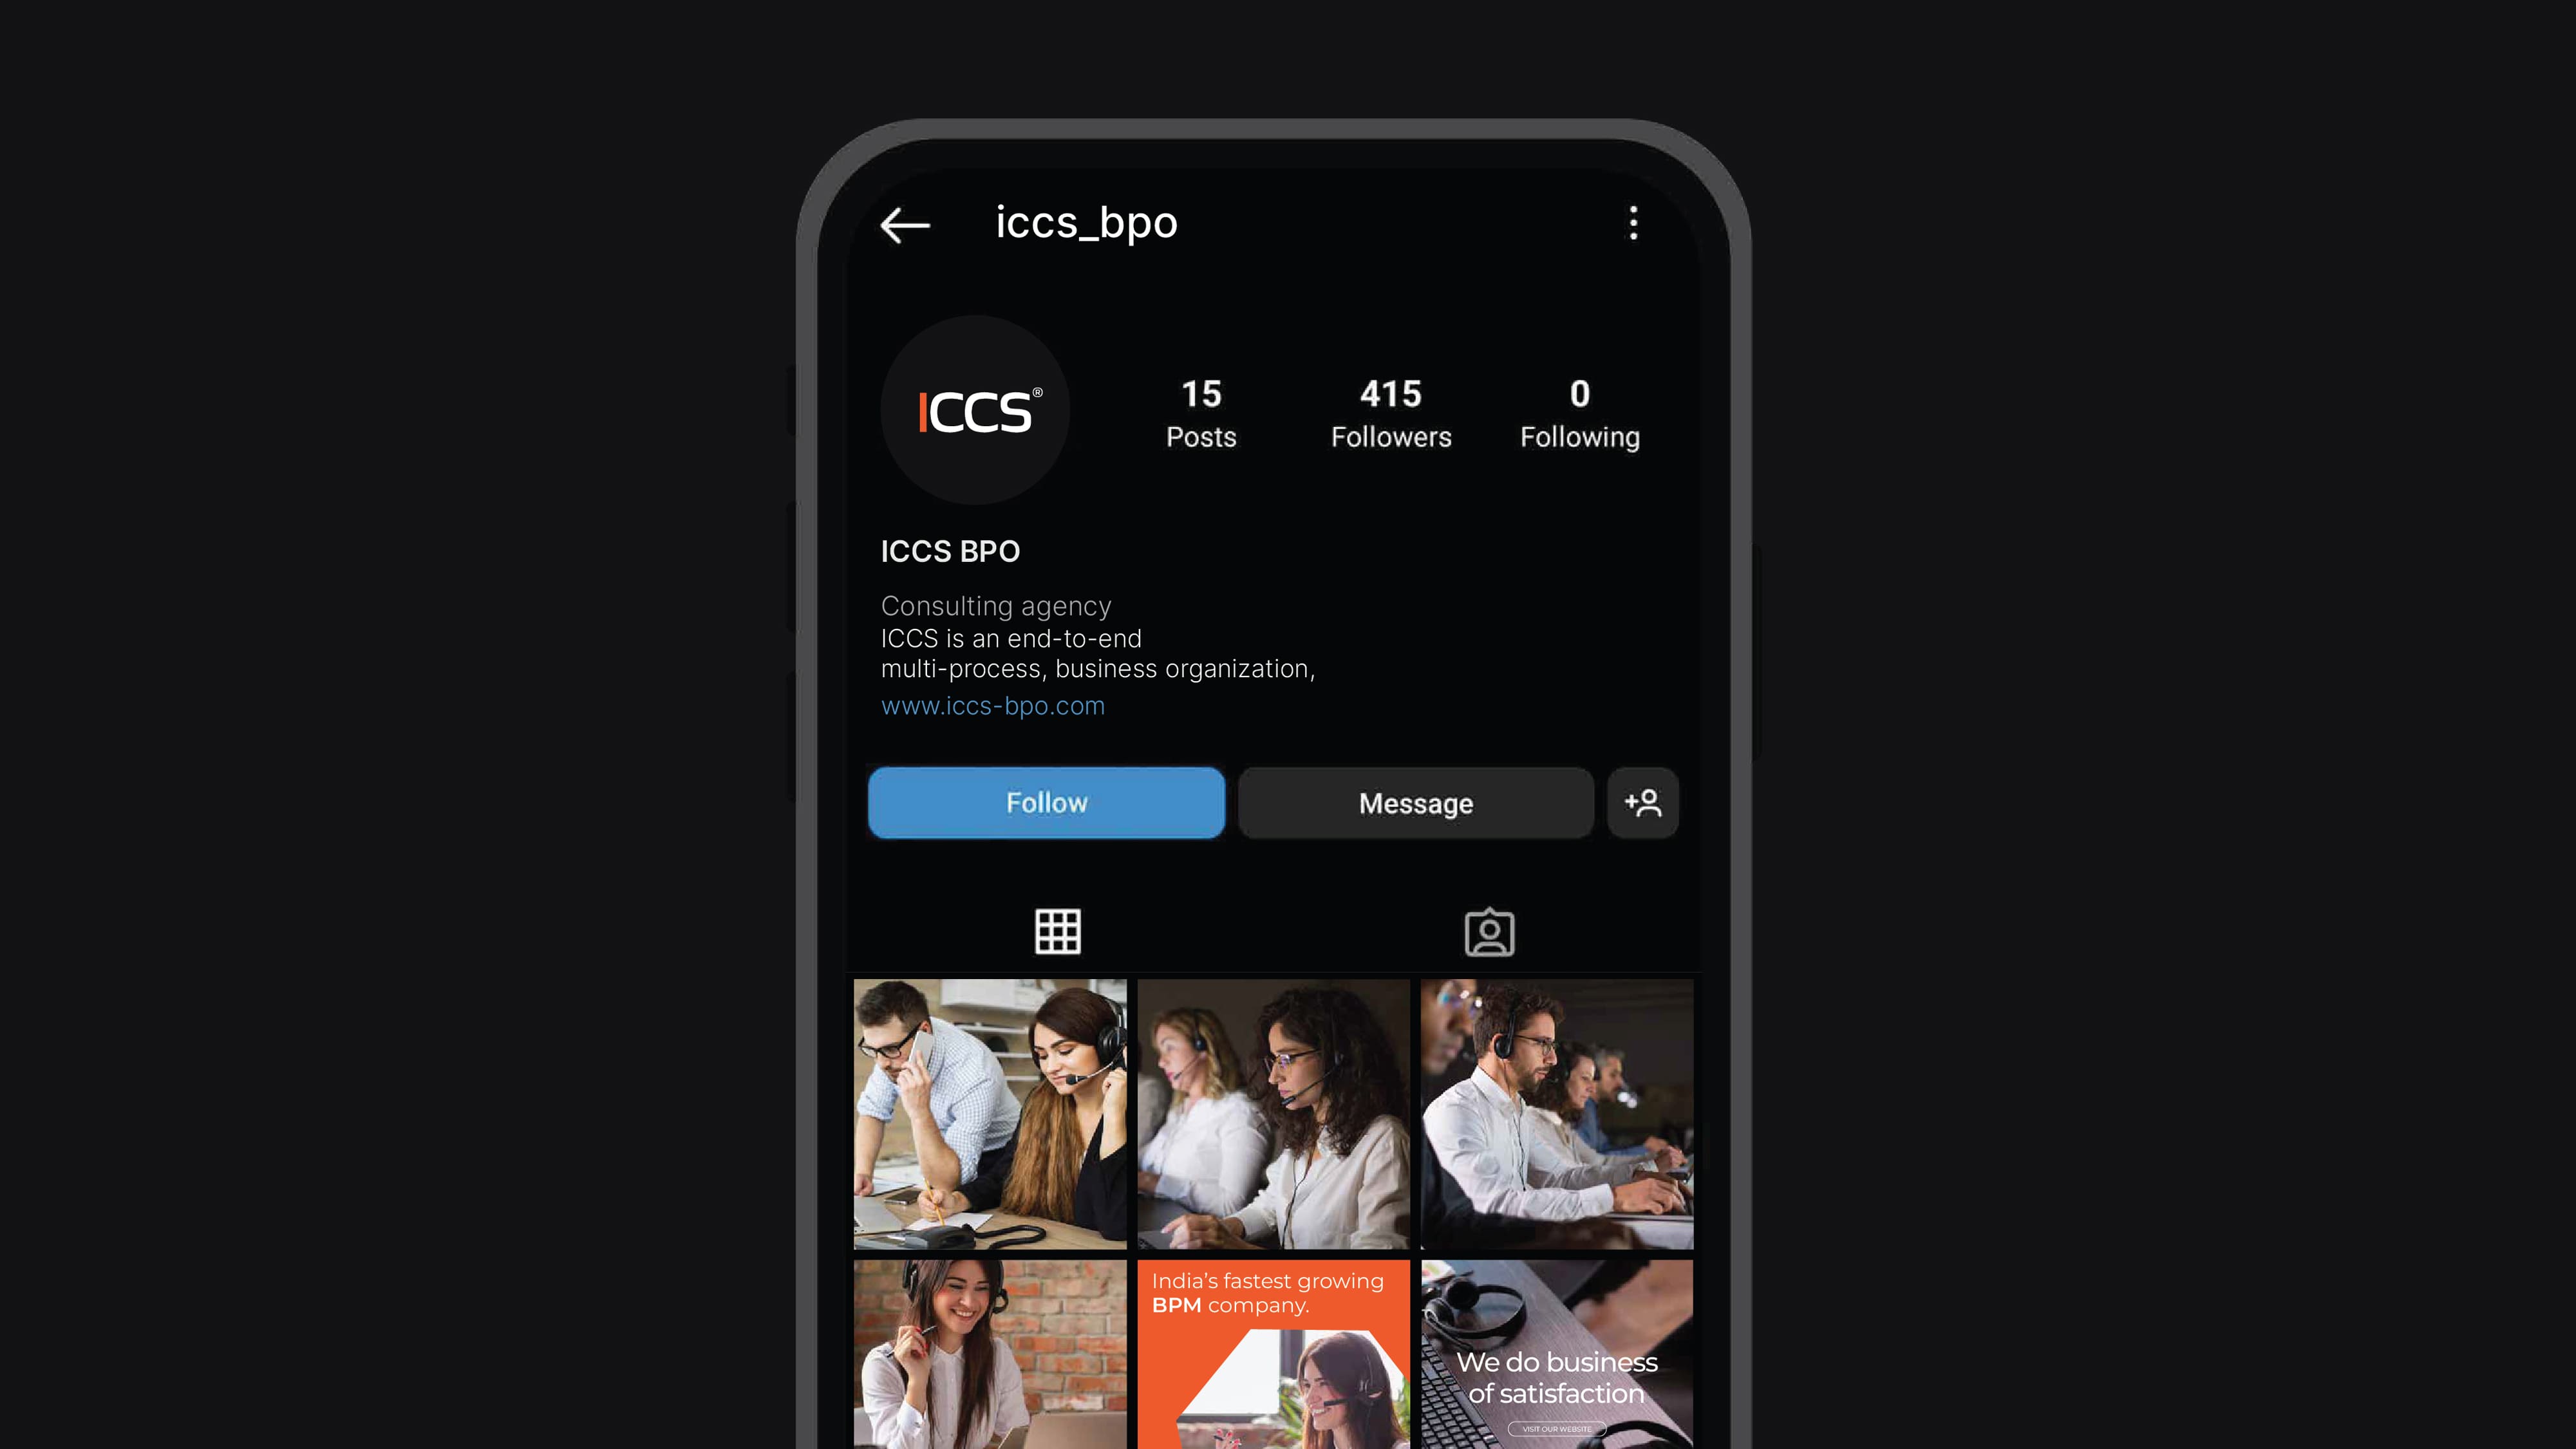 iccs_bpo
ICCS®
15
Posts
415
Followers
0
Following
ICCS BPO
Consulting agency
ICCS is an end-to-end
multi-process, business organization,
www.iccs-bpo.com
Follow
Message
India's fastest growing
BPM company.
We do business
of satisfaction
VISIT OUR WEBSITE